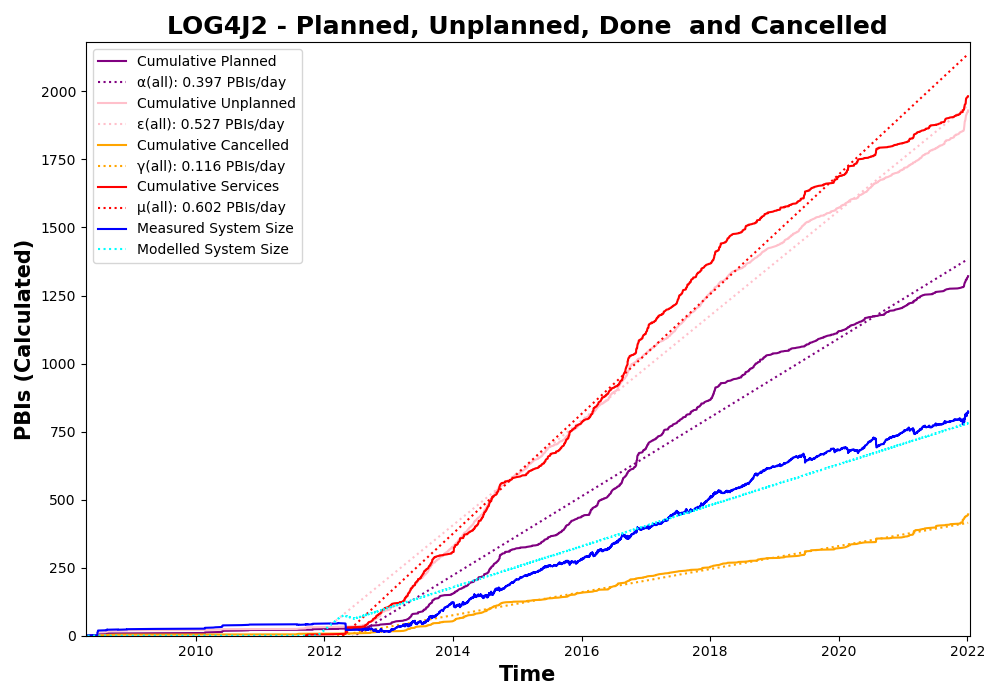 LOG4J2 - Planned, Unplanned, Done  and Cancelled
Cumulative Planned
α(all): 0.397 PBIs/day
Cumulative Unplanned
ε(all): 0.527 PBIs/day
Cumulative Cancelled
γ(all): 0.116 PBIs/day
Cumulative Services
μ(all): 0.602 PBIs/day
Measured System Size
Modelled System Size
PBIs (Calculated)
2000
1750
1500
1250
1000
750
500
250
0
2010 2012 2014 2016 2018 2020 2022
Time